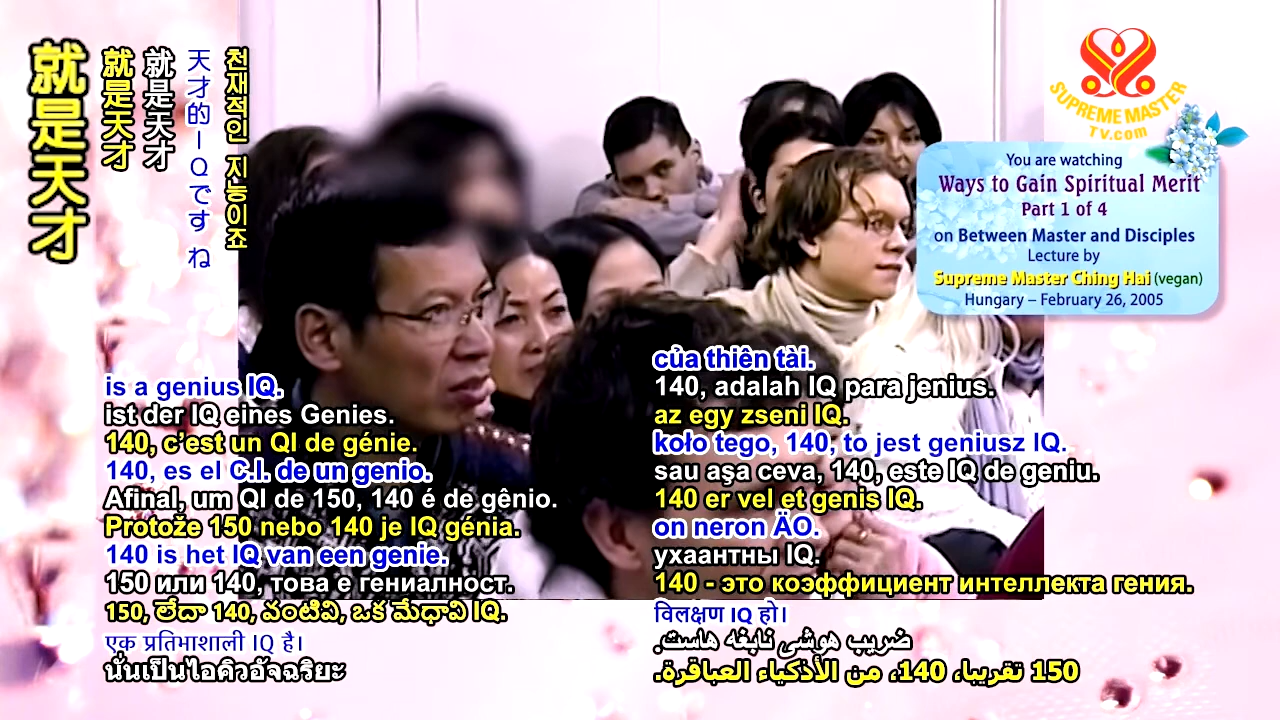 就是天才
就是天才
就是天才
天才的IQですね
천재적인 지능이죠
SUPREME MASTER
TV.com
You are watching
Ways to Gain Spiritual Merit
Part 1 of 4
on Between Master and Disciples
Lecture by
Supreme Master Ching Hai (vegan)
Hungary – February 26, 2005
is a genius IQ.
ist der IQ eines Genies.
140, c'est un QI de génie.
140, es el C.I. de un genio.
Afinal, um QI de 150, 140 é de gênio.
Protože 150 nebo 140 je IQ génia.
140 is het IQ van een genie.
150 или 140, това е гениалност.
150, లేదా 140, వంటివి, ఒక మేధావి IQ.
एक प्रतिभाशाली IQ है।
นั่นเป็นไอคิวอัจฉริยะ
của thiên tài.
140, adalah IQ para jenius.
az egy zseni IQ.
koło tego, 140, to jest geniusz IQ.
sau aşa ceva, 140, este IQ de geniu.
140 er vel et genis IQ.
on neron ÄO.
ухаантны IQ.
140 - это коэффициент интеллекта гения.
विलक्षण IQ हो।
ضریب هوشی نابغه هاست.
150 تقريبا، 140، من الأذكياء العباقرة.